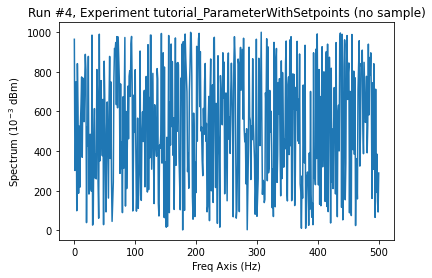 Run #4, Experiment tutorial_ParameterWithSetpoints (no sample)
1000
800
600
400
200
0
Spectrum (10⁻³ dBm)
0 100 200 300 400 500
Freq Axis (Hz)